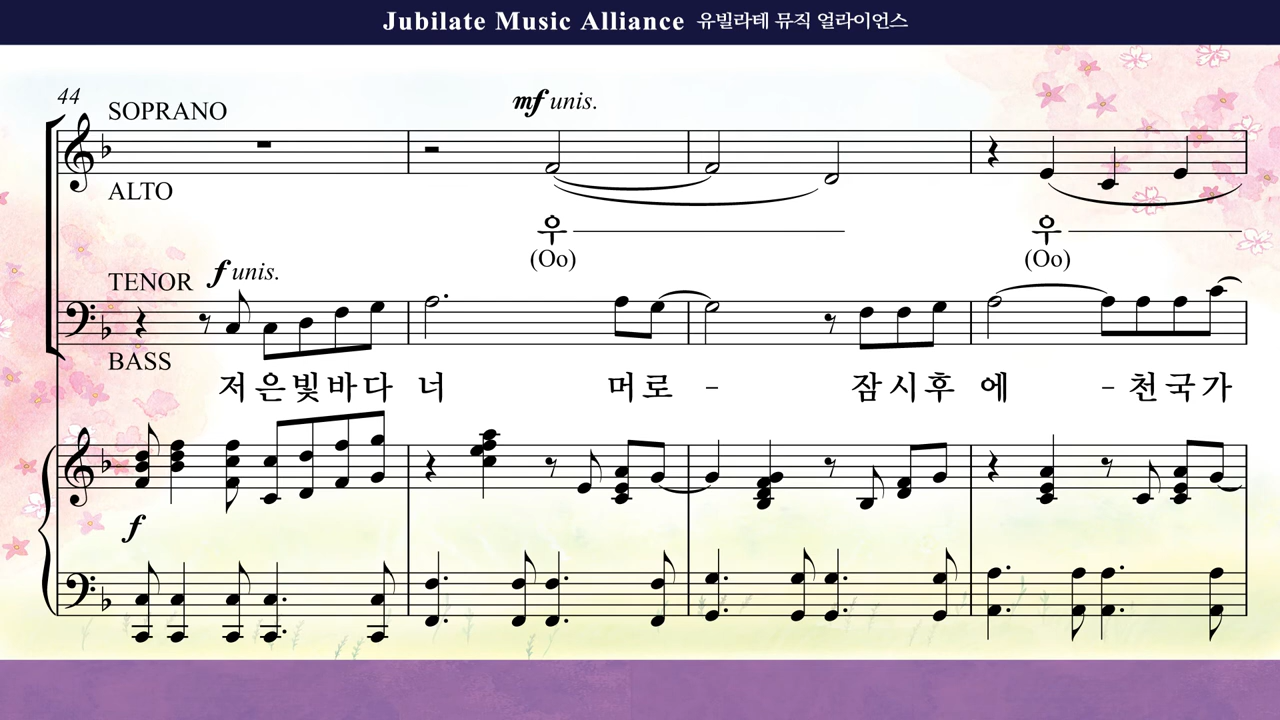 Jubilate Music Alliance 유빌라테 뮤직 얼라이언스
44
SOPRANO
mf unis.
ALTO
우 우
(Oo) (Oo)
TENOR f unis.
BASS
저 은 빛 바 다 너 머 로 - 잠 시 후 에 - 천 국 가
f